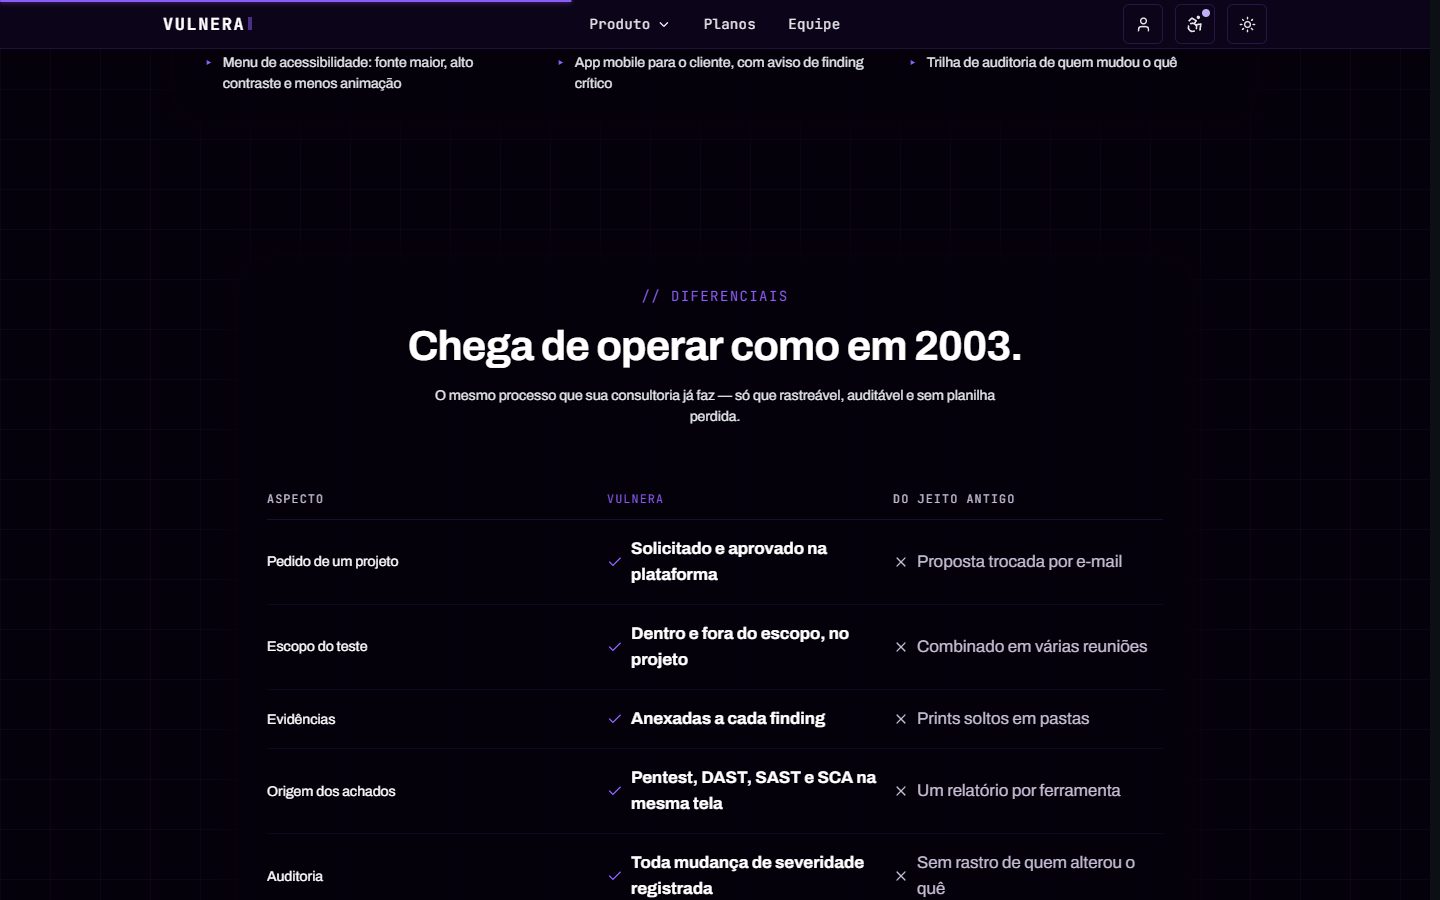 VULNERA
Produto
Planos
Equipe
Menu de acessibilidade: fonte maior, alto
contraste e menos animação
App mobile para o cliente, com aviso de finding
crítico
Trilha de auditoria de quem mudou o quê
// DIFERENCIAIS
Chega de operar como em 2003.
O mesmo processo que sua consultoria já faz — só que rastreável, auditável e sem planilha
perdida.
ASPECTO
VULNERA
DO JEITO ANTIGO
Pedido de um projeto
Solicitado e aprovado na
plataforma
Proposta trocada por e-mail
Escopo do teste
Dentro e fora do escopo, no
projeto
Combinado em várias reuniões
Evidências
Anexadas a cada finding
Prints soltos em pastas
Origem dos achados
Pentest, DAST, SAST e SCA na
mesma tela
Um relatório por ferramenta
Auditoria
Toda mudança de severidade
registrada
Sem rastro de quem alterou o
quê